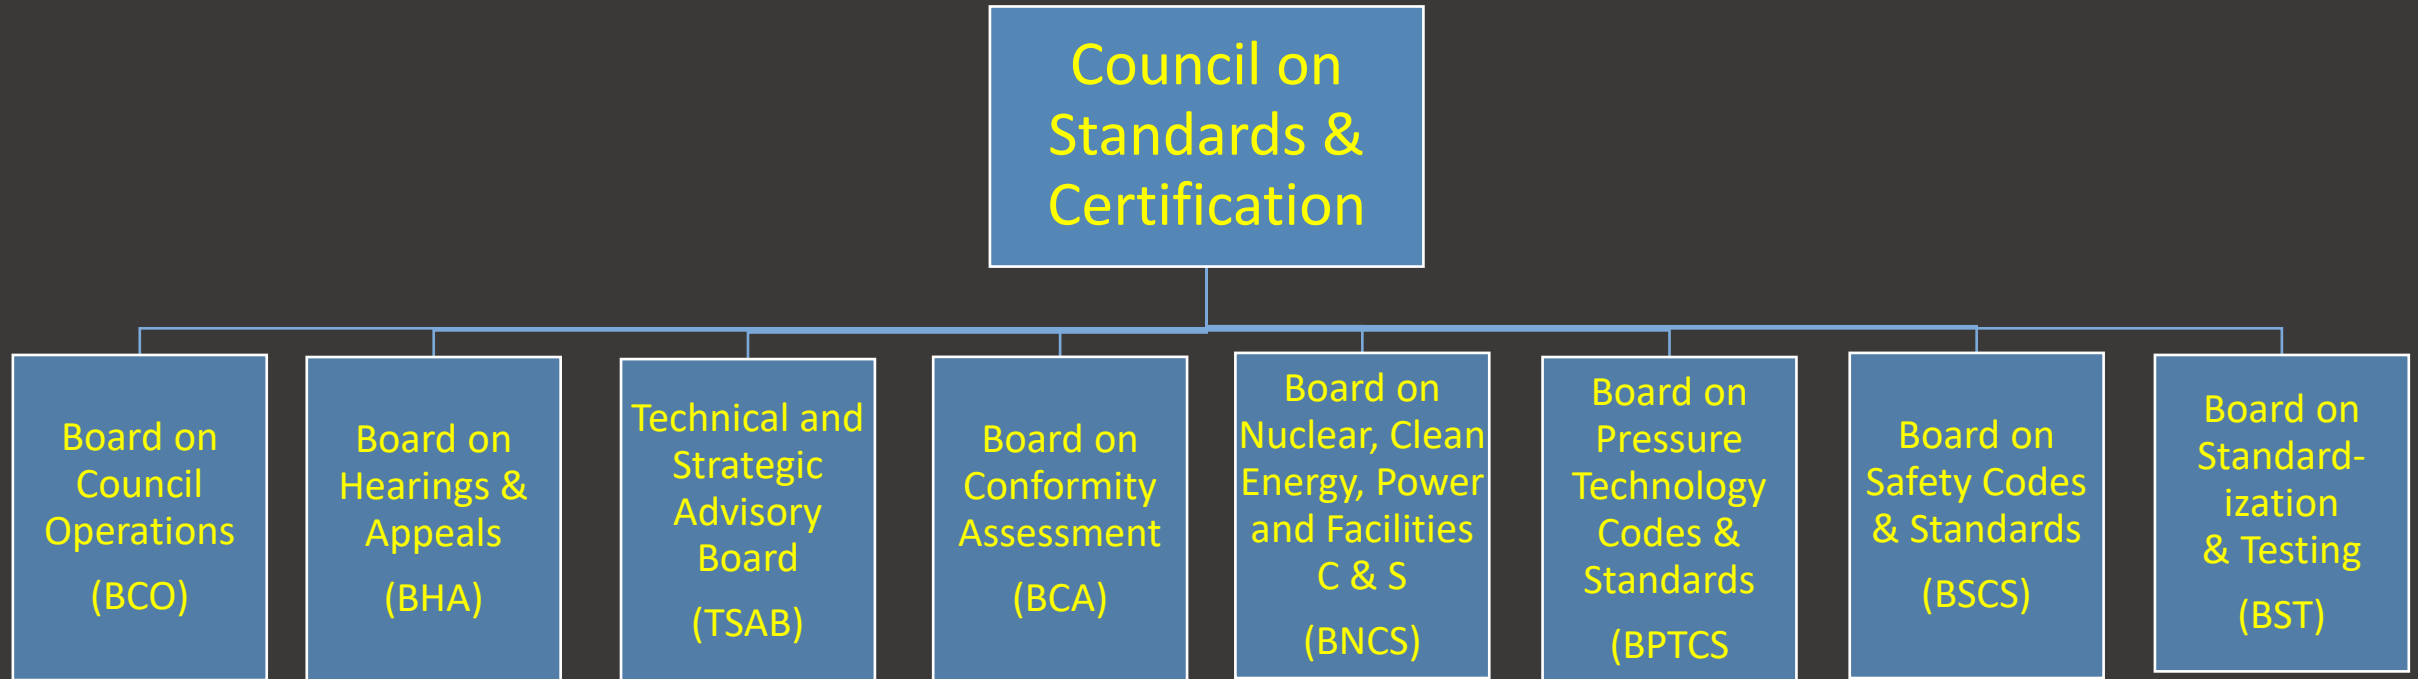 Council on
Standards &
Certification
Board on
Council
Operations
(BCO)
Board on
Hearings &
Appeals
(BHA)
Technical and
Strategic
Advisory
Board
(TSAB)
Board on
Conformity
Assessment
(BCA)
Board on
Nuclear, Clean
Energy, Power
and Facilities
C & S
(BNCS)
Board on
Pressure
Technology
Codes &
Standards
(BPTCS
Board on
Safety Codes
& Standards
(BSCS)
Board on
Standard-
ization
& Testing
(BST)